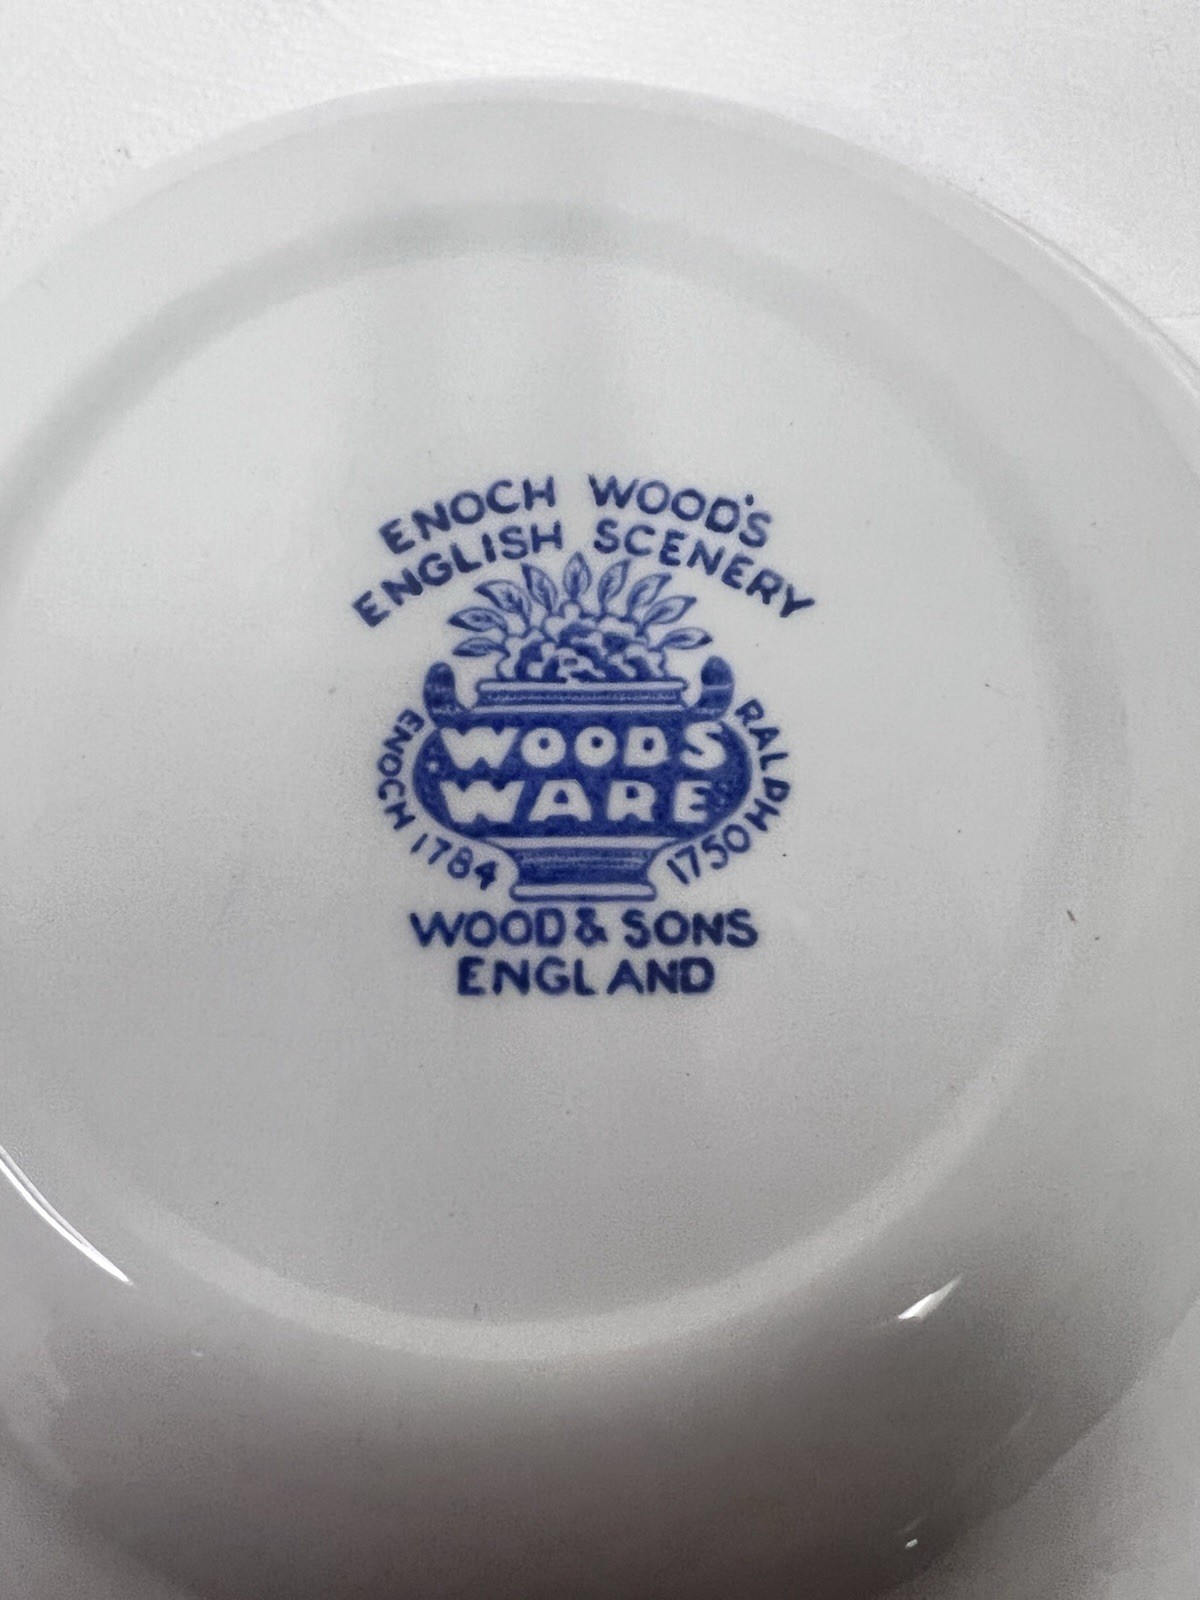 ENOCH WOOD'S
ENGLISH SCENERY
WOODS
WARE
ENOCH 1784
RALPH 1750
WOOD & SONS
ENGLAND